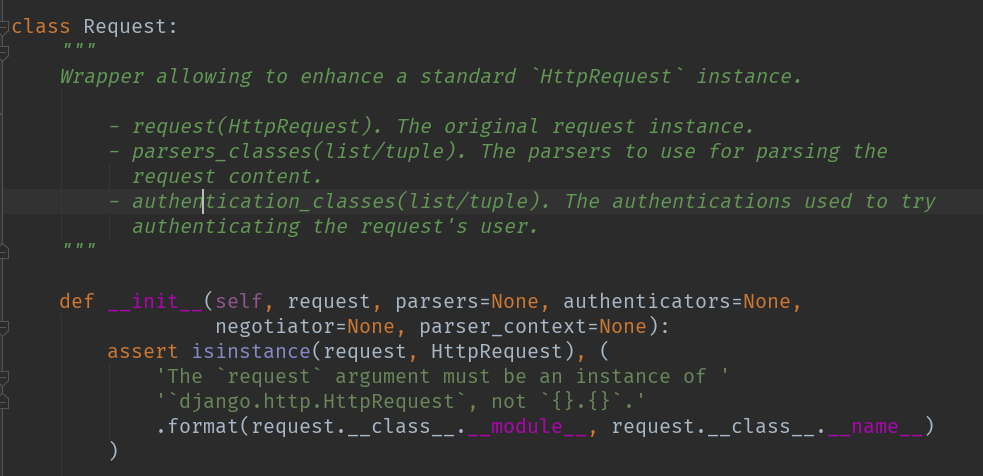 class Request:
    """
    Wrapper allowing to enhance a standard `HttpRequest` instance.

        - request(HttpRequest). The original request instance.
        - parsers_classes(list/tuple). The parsers to use for parsing the
          request content.
        - authentication_classes(list/tuple). The authentications used to try
          authenticating the request's user.
    """

    def __init__(self, request, parsers=None, authenticators=None,
                 negotiator=None, parser_context=None):
        assert isinstance(request, HttpRequest), (
            'The `request` argument must be an instance of '
            '`django.http.HttpRequest`, not `{}.{}`.'
            .format(request.__class__.__module__, request.__class__.__name__)
        )